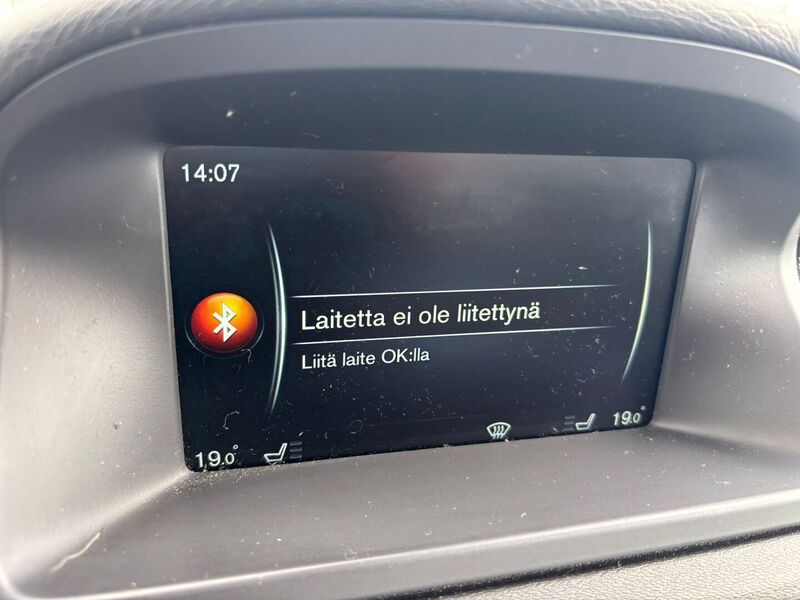 14:07
Laitetta ei ole liitettynä
Liitä laite OK:lla
19.0°
19.0°